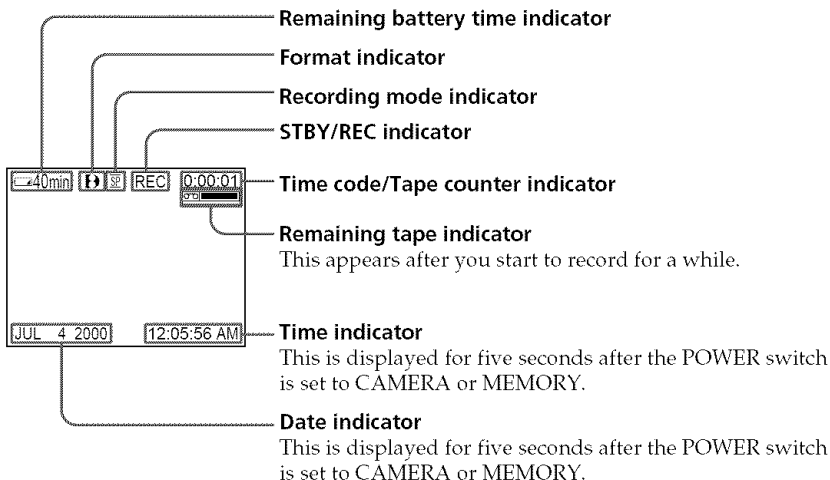 Remaining battery time indicator
Format indicator
Recording mode indicator
STBY/REC indicator
40min SP REC 0:00:01
Time code/Tape counter indicator
Remaining tape indicator
This appears after you start to record for a while.
JUL 4 2000 12:05:56 AM
Time indicator
This is displayed for five seconds after the POWER switch
is set to CAMERA or MEMORY.
Date indicator
This is displayed for five seconds after the POWER switch
is set to CAMERA or MEMORY.